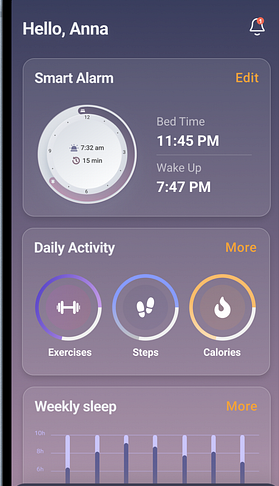 Hello, Anna
1
Smart Alarm
Edit
12
3
6
9
7:32 am
15 min
Bed Time
11:45 PM
Wake Up
7:47 PM
Daily Activity
More
Exercises
Steps
Calories
Weekly sleep
More
10h
8h
6h